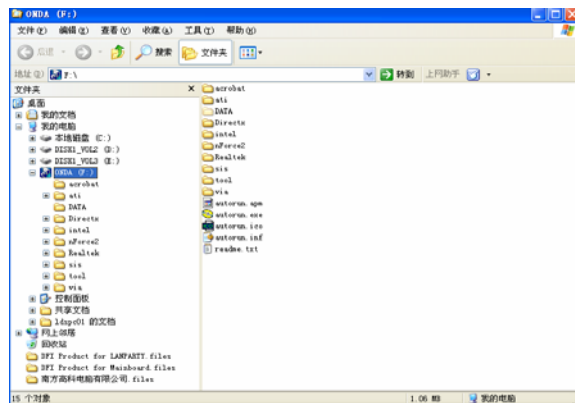 ONDA (F:)
文件(F) 编辑(E) 查看(V) 收藏(A) 工具(T) 帮助(H)
后退 搜索 文件夹
地址(D) F:\ 转到 上网助手
文件夹 X
桌面
我的文档
我的电脑
本地磁盘 (C:)
DISK1_VOL2 (D:)
DISK1_VOL3 (E:)
ONDA (F:)
acrobat
ati
DATA
Directx
intel
nForce2
Realtek
sis
tool
via
控制面板
共享文档
ldspc01 的文档
网上邻居
回收站
DFI Product for LANPARTY.files
DFI Product for Mainboard.files
南方高科电脑有限公司.files
acrobat
ati
DATA
Directx
intel
nForce2
Realtek
sis
tool
via
autorun.apm
autorun.exe
autorun.ico
autorun.inf
readme.txt
15 个对象 1.06 MB 我的电脑